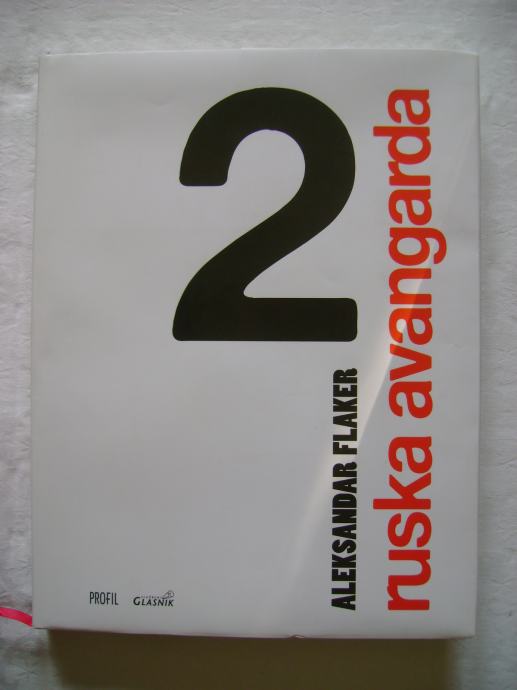 2
ALEKSANDAR FLAKER
ruska avangarda
PROFIL
GLASNIK